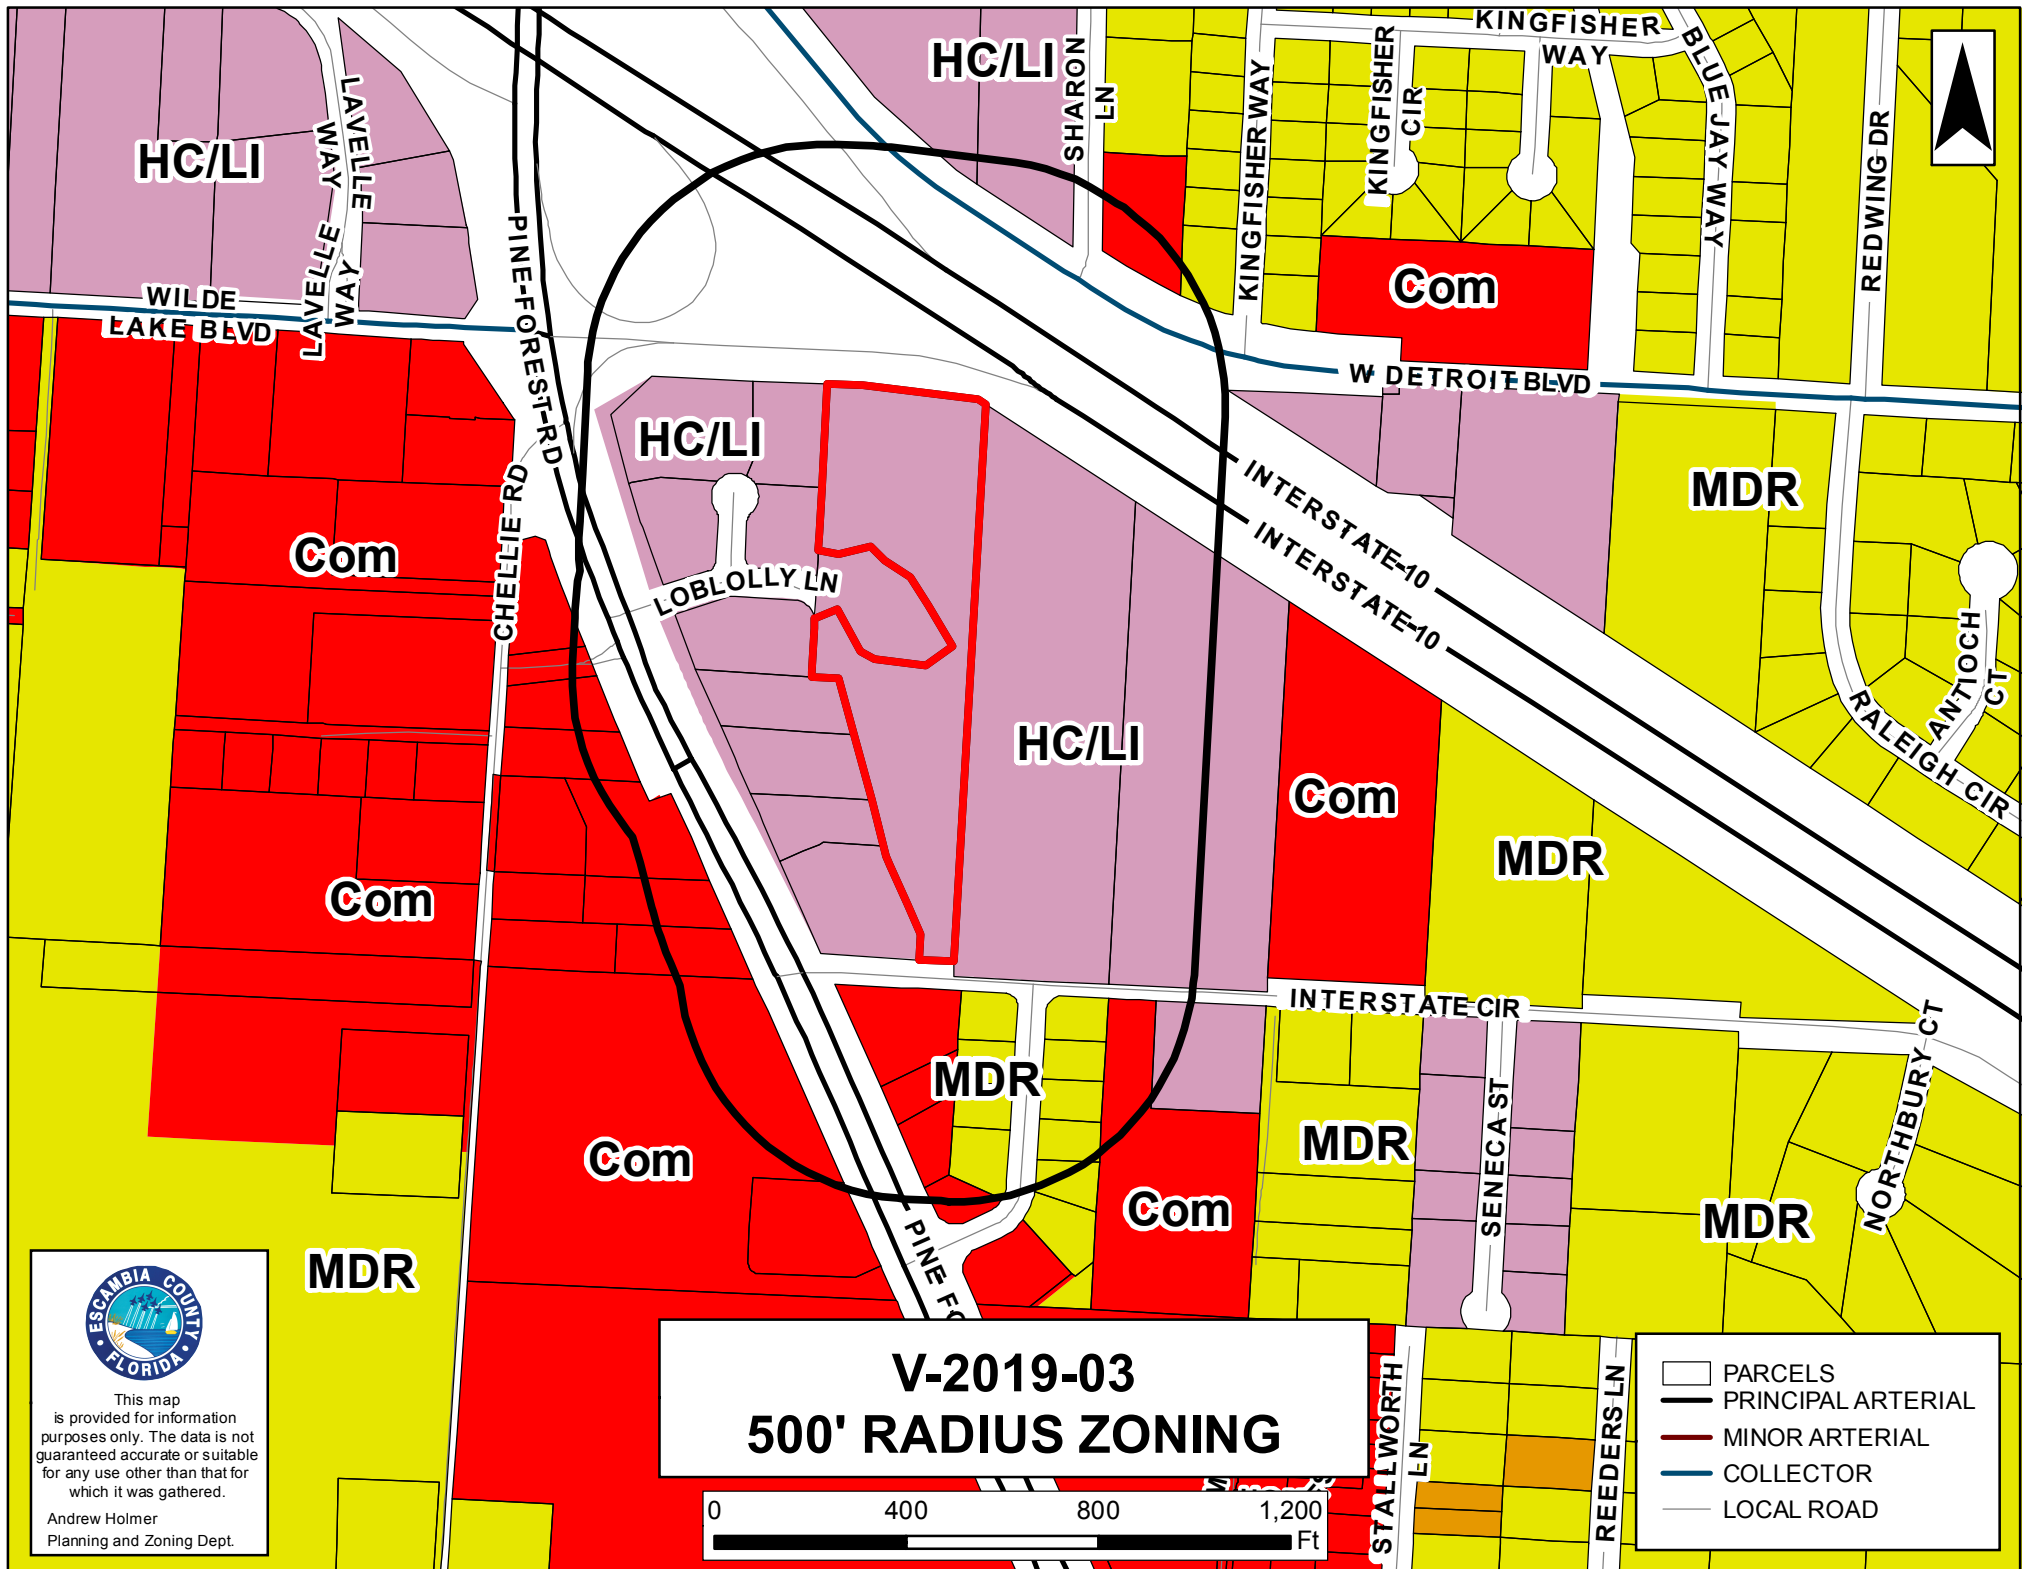 KINGFISHER
WAY
HC/LI
SHARON
LN
KINGFISHER WAY
KINGFISHER
CIR
BLUE JAY WAY
REDWING DR
LAVELLE
WAY
HC/LI
LAVELLE
WAY
PINE FOREST RD
WILDE
LAKE BLVD
Com
W DETROIT BLVD
HC/LI
MDR
INTERSTATE-10
INTERSTATE-10
Com
CHELLIE RD
LOBLOLLY LN
ANTIOCH
CT
RALEIGH CIR
HC/LI
Com
MDR
Com
INTERSTATE CIR
MDR
NORTHBURY CT
SENECA ST
MDR
Com
Com
MDR
MDR
PINE FO
ESCAMBIA COUNTY
FLORIDA
This map
is provided for information
purposes only. The data is not
guaranteed accurate or suitable
for any use other than that for
which it was gathered.
Andrew Holmer
Planning and Zoning Dept.
V-2019-03
500' RADIUS ZONING
0 400 800 1,200
Ft
STALLWORTH
LN
REEDERS LN
PARCELS
PRINCIPAL ARTERIAL
MINOR ARTERIAL
COLLECTOR
LOCAL ROAD